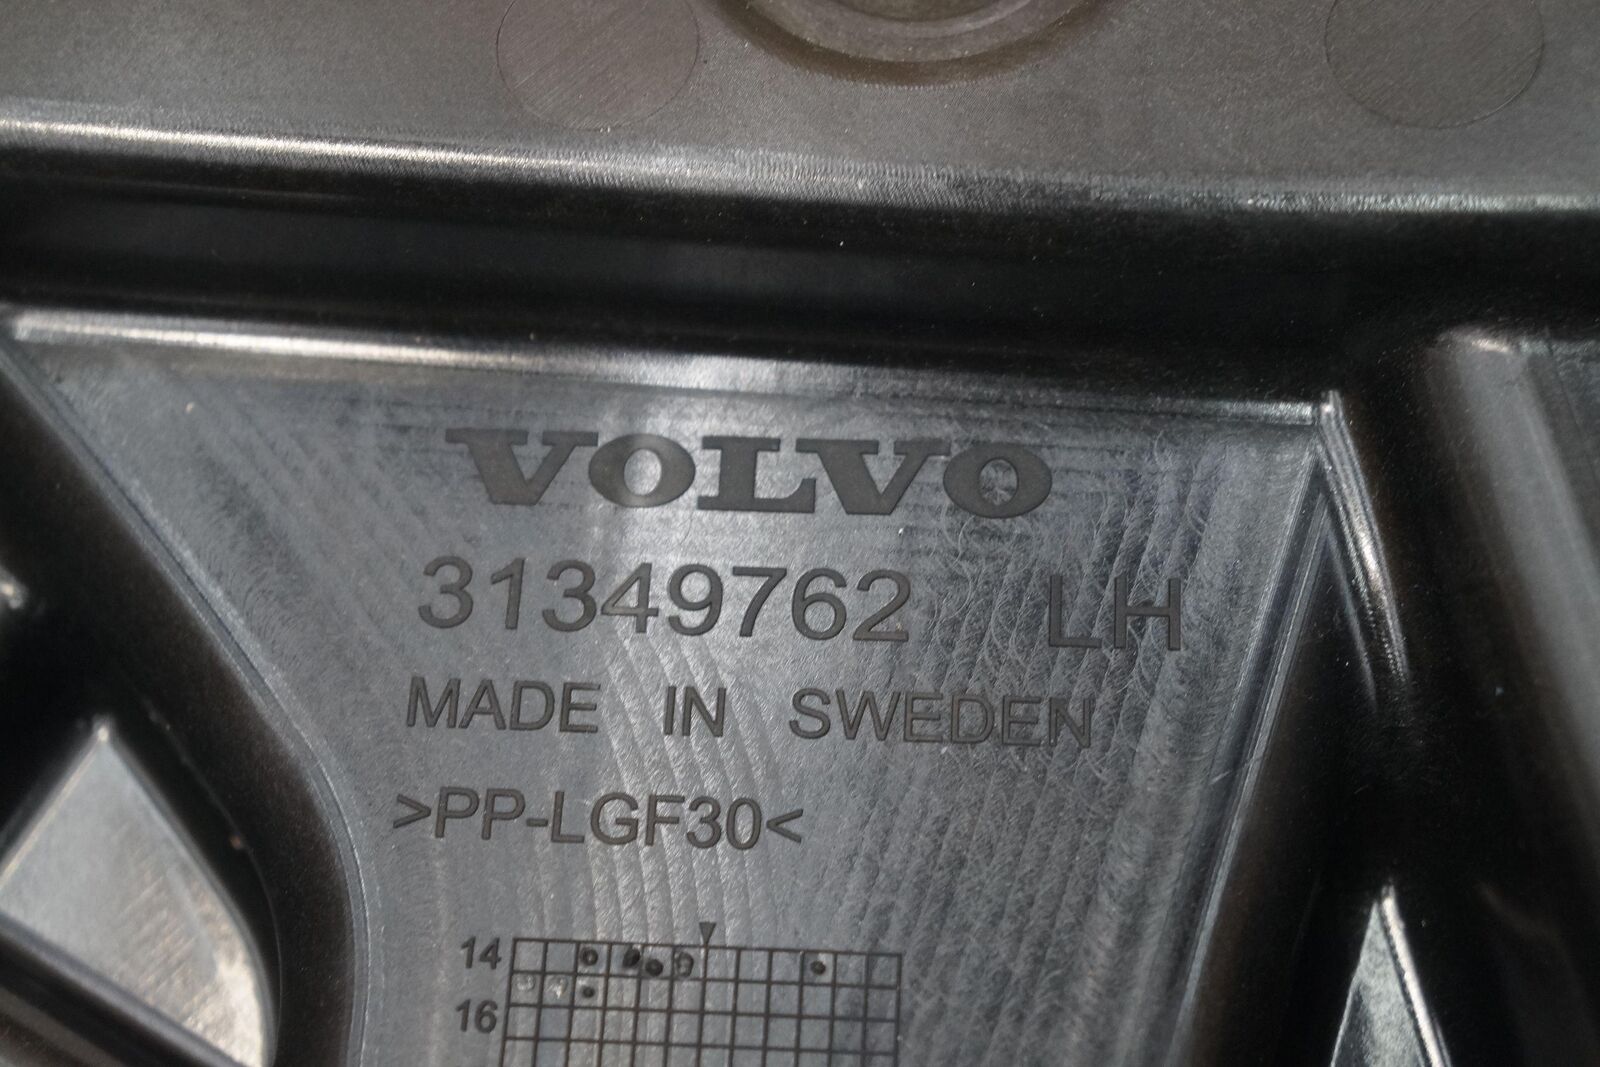 VOLVO
31349762 LH
MADE IN SWEDEN
>PP-LGF30<
14
16